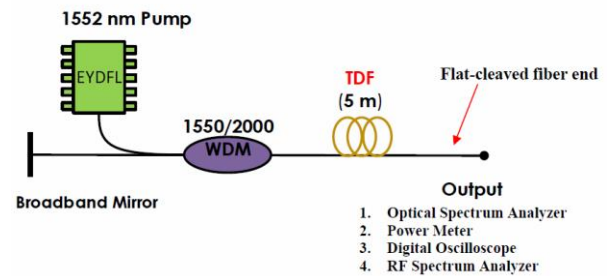 1552 nm Pump
EYDFL
TDF
(5 m)
Flat-cleaved fiber end
1550/2000
WDM
Broadband Mirror
Output
1. Optical Spectrum Analyzer
2. Power Meter
3. Digital Oscilloscope
4. RF Spectrum Analyzer